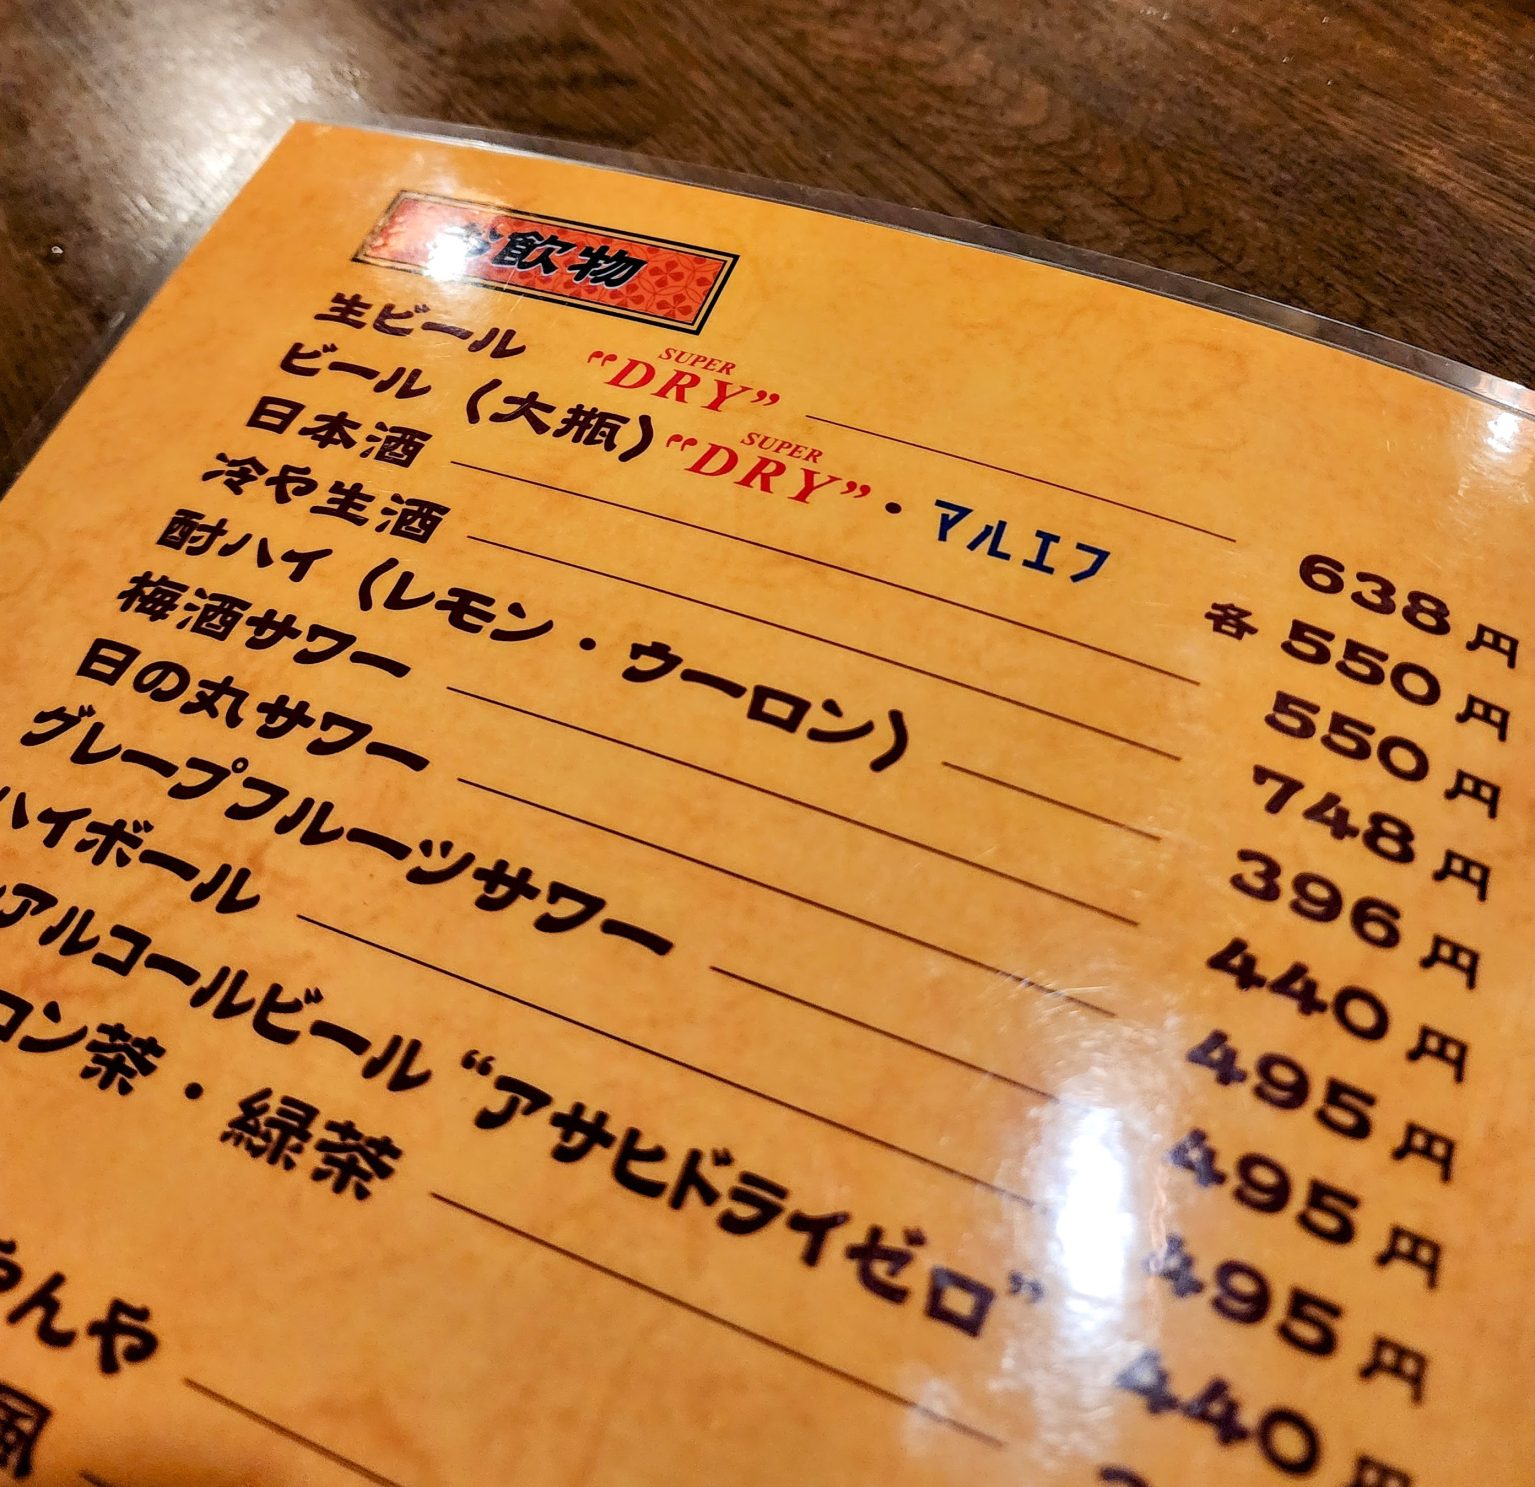 お飲物
生ビール “SUPER DRY” 638円
ビール(大瓶)“SUPER DRY”・マルエフ 各550円
日本酒 550円
冷や生酒 748円
酎ハイ(レモン・ウーロン) 396円
梅酒サワー 440円
日の丸サワー 495円
グレープフルーツサワー 495円
ハイボール 495円
アルコールビール“アサヒドライゼロ” 440円
ロン茶・緑茶
んや
風